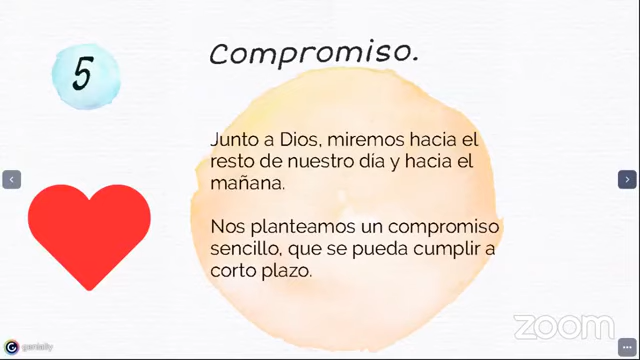 5
Compromiso.
Junto a Dios, miremos hacia el
resto de nuestro día y hacia el
mañana.
Nos planteamos un compromiso
sencillo, que se pueda cumplir a
corto plazo.
genially
zoom